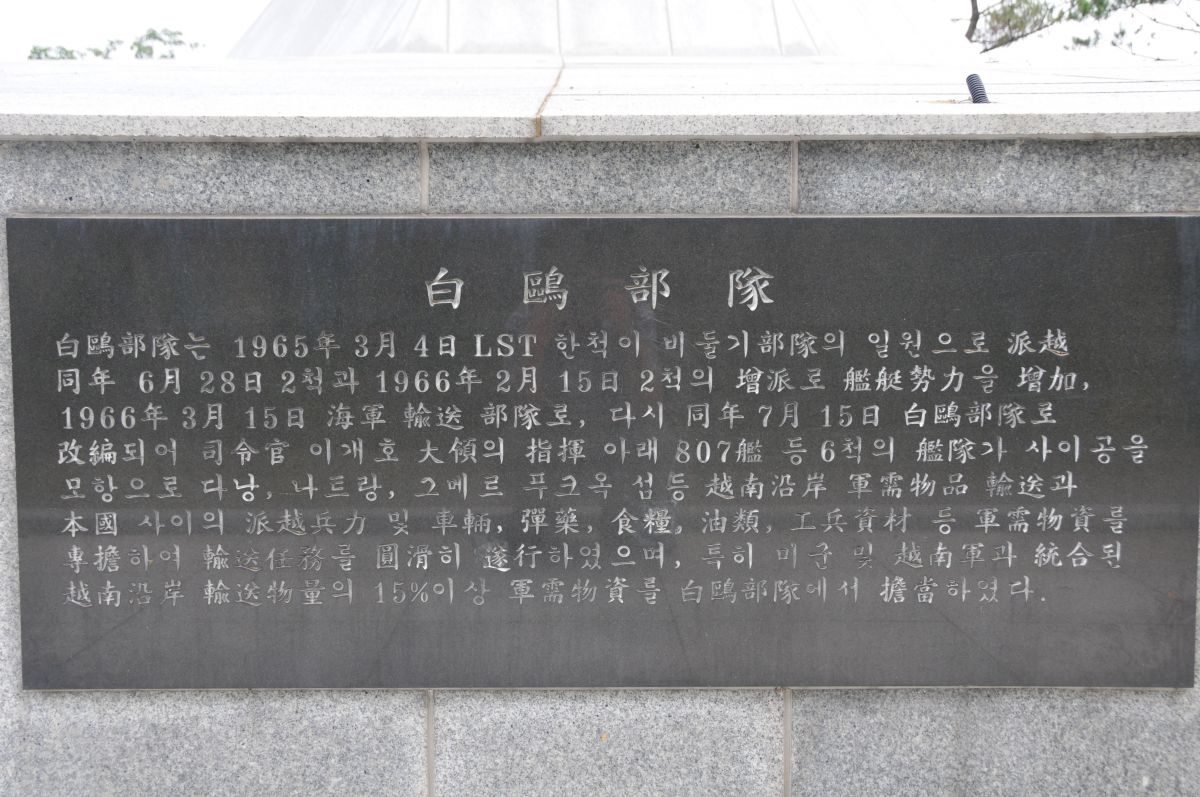 白鷗部隊
白鷗部隊는 1965年 3月 4日 LST 한척이 비둘기部隊의 일원으로 派越
同年 6月 28日 2척과 1966年 2月 15日 2척의 增派로 艦艇勢力을 增加,
1966年 3月 15日 海軍 輸送 部隊로, 다시 同年 7月 15日 白鷗部隊로
改編되어 司令官 이개호 大領의 指揮 아래 807艦 등 6척의 艦隊가 사이공을
모항으로 다낭, 나트랑, 그메르 푸크옥 섬등 越南沿岸 軍需物品 輸送과
本國 사이의 派越兵力 및 車輛, 彈藥, 食糧, 油類, 工兵資材 등 軍需物資를
專擔하여 輸送任務를 圓滑히 遂行하였으며, 특히 미군 및 越南軍과 統合된
越南沿岸 輸送物量의 15%이상 軍需物資를 白鷗部隊에서 擔當하였다.